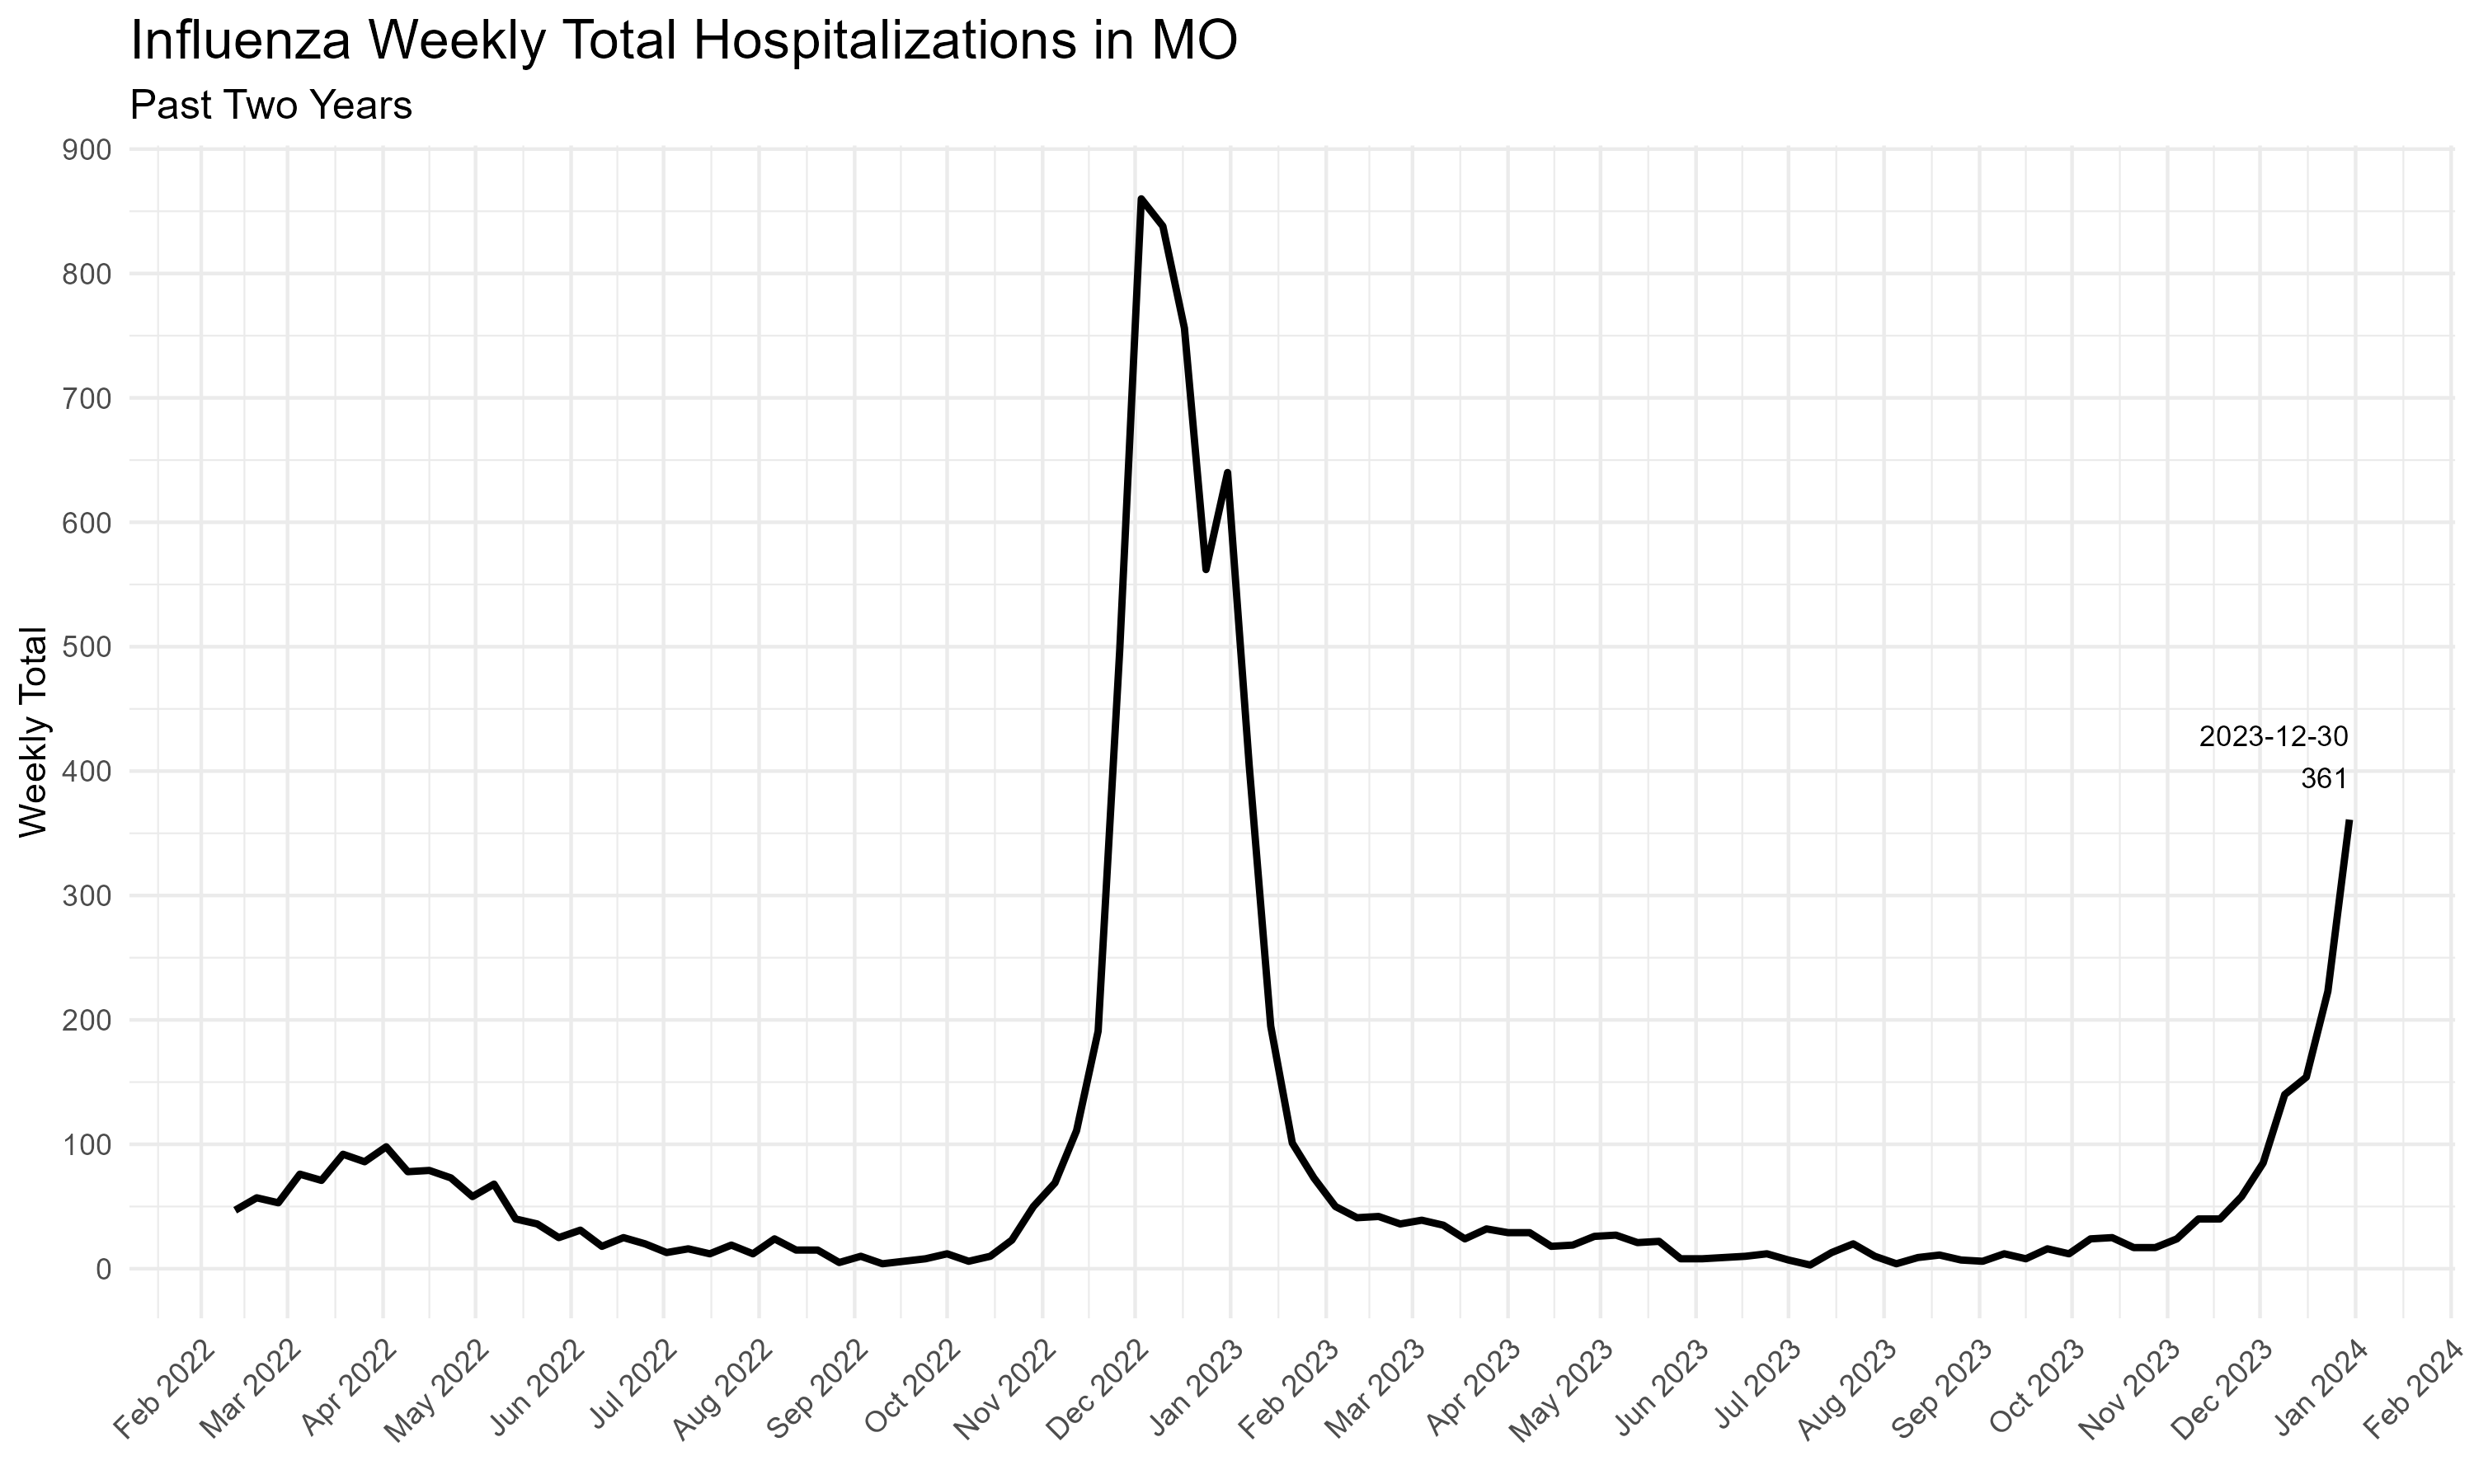 Influenza Weekly Total Hospitalizations in MO
Past Two Years
900
800
700
600
500
400
300
200
100
0
Weekly Total
2023-12-30
361
Feb 2022
Mar 2022
Apr 2022
May 2022
Jun 2022
Jul 2022
Aug 2022
Sep 2022
Oct 2022
Nov 2022
Dec 2022
Jan 2023
Feb 2023
Mar 2023
Apr 2023
May 2023
Jun 2023
Jul 2023
Aug 2023
Sep 2023
Oct 2023
Nov 2023
Dec 2023
Jan 2024
Feb 2024